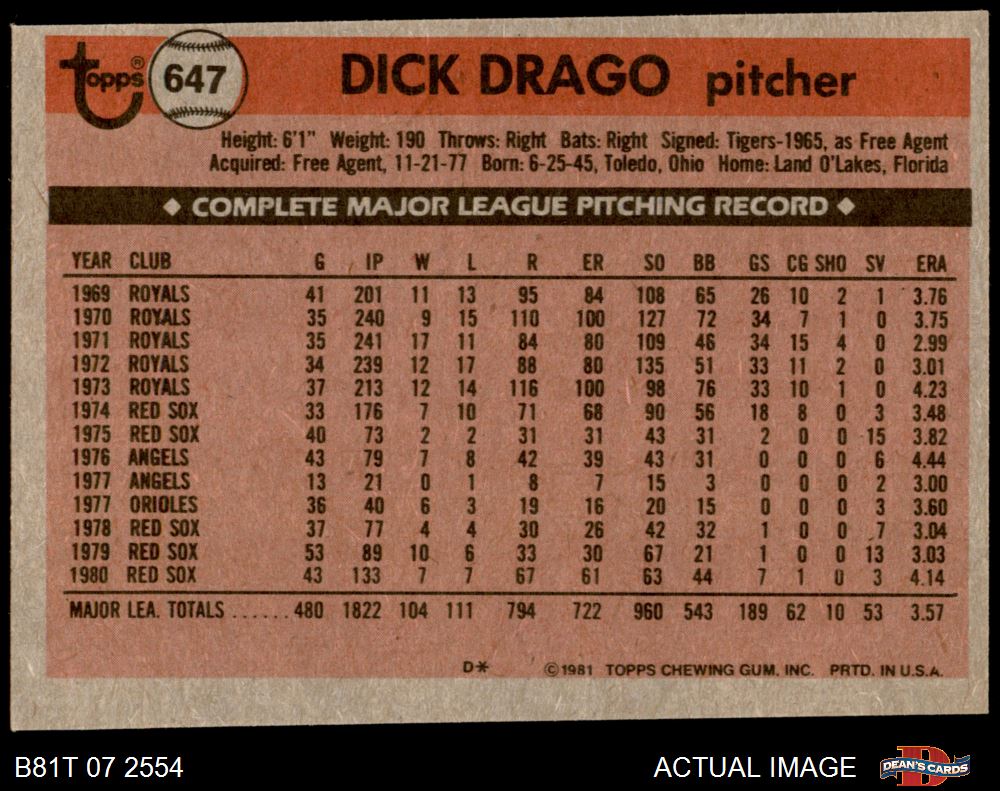 Topps® 647 DICK DRAGO pitcher
Height: 6'1" Weight: 190 Throws: Right Bats: Right Signed: Tigers-1965, as Free Agent
Acquired: Free Agent, 11-21-77 Born: 6-25-45, Toledo, Ohio Home: Land O'Lakes, Florida
◆ COMPLETE MAJOR LEAGUE PITCHING RECORD ◆
YEAR CLUB G IP W L R ER SO BB GS CG SHO SV ERA
1969 ROYALS 41 201 11 13 95 84 108 65 26 10 2 1 3.76
1970 ROYALS 35 240 9 15 110 100 127 72 34 7 1 0 3.75
1971 ROYALS 35 241 17 11 84 80 109 46 34 15 4 0 2.99
1972 ROYALS 34 239 12 17 88 80 135 51 33 11 2 0 3.01
1973 ROYALS 37 213 12 14 116 100 98 76 33 10 1 0 4.23
1974 RED SOX 33 176 7 10 71 68 90 56 18 8 0 3 3.48
1975 RED SOX 40 73 2 2 31 31 43 31 2 0 0 15 3.82
1976 ANGELS 43 79 7 8 42 39 43 31 0 0 0 6 4.44
1977 ANGELS 13 21 0 1 8 7 15 3 0 0 0 2 3.00
1977 ORIOLES 36 40 6 3 19 16 20 15 0 0 0 3 3.60
1978 RED SOX 37 77 4 4 30 26 42 32 1 0 0 7 3.04
1979 RED SOX 53 89 10 6 33 30 67 21 1 0 0 13 3.03
1980 RED SOX 43 133 7 7 67 61 63 44 7 1 0 3 4.14
MAJOR LEA. TOTALS ...... 480 1822 104 111 794 722 960 543 189 62 10 53 3.57
D* ©1981 TOPPS CHEWING GUM, INC. PRTD. IN U.S.A.
B81T 07 2554 ACTUAL IMAGE D DEAN'S CARDS